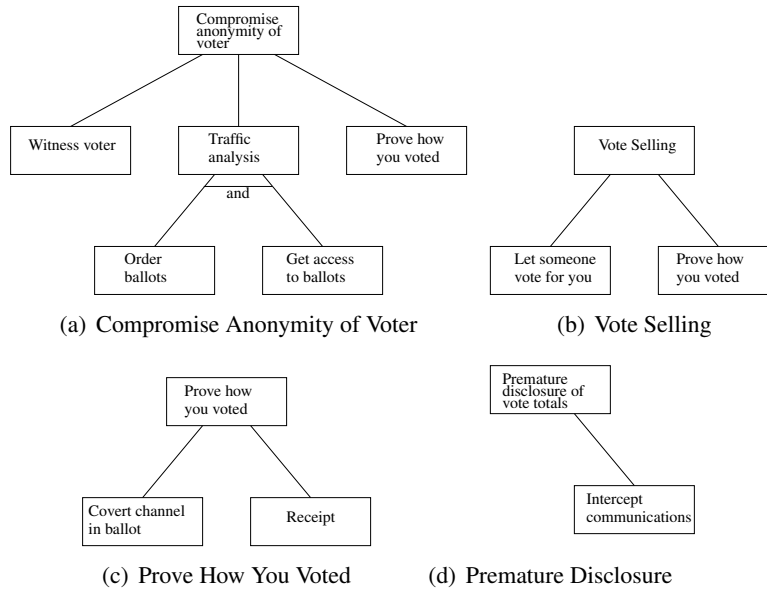 Compromise
anonymity of
voter
Witness voter
Traffic
analysis
Prove how
you voted
and
Order
ballots
Get access
to ballots
(a) Compromise Anonymity of Voter
Vote Selling
Let someone
vote for you
Prove how
you voted
(b) Vote Selling
Prove how
you voted
Covert channel
in ballot
Receipt
(c) Prove How You Voted
Premature
disclosure of
vote totals
Intercept
communications
(d) Premature Disclosure